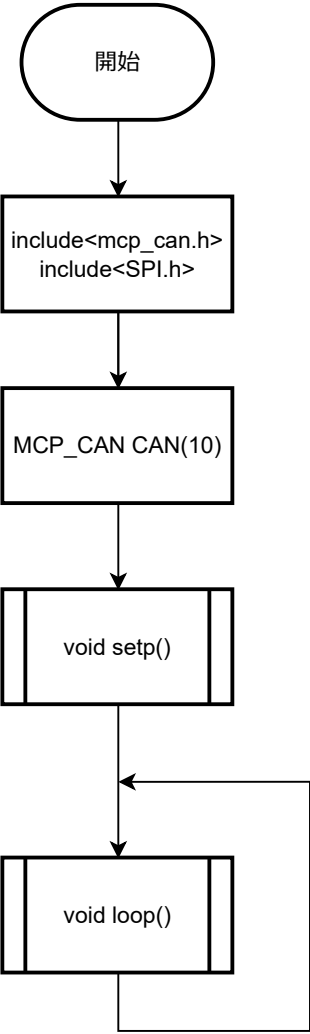 開始
include<mcp_can.h>
include<SPI.h>
MCP_CAN CAN(10)
void setp()
void loop()